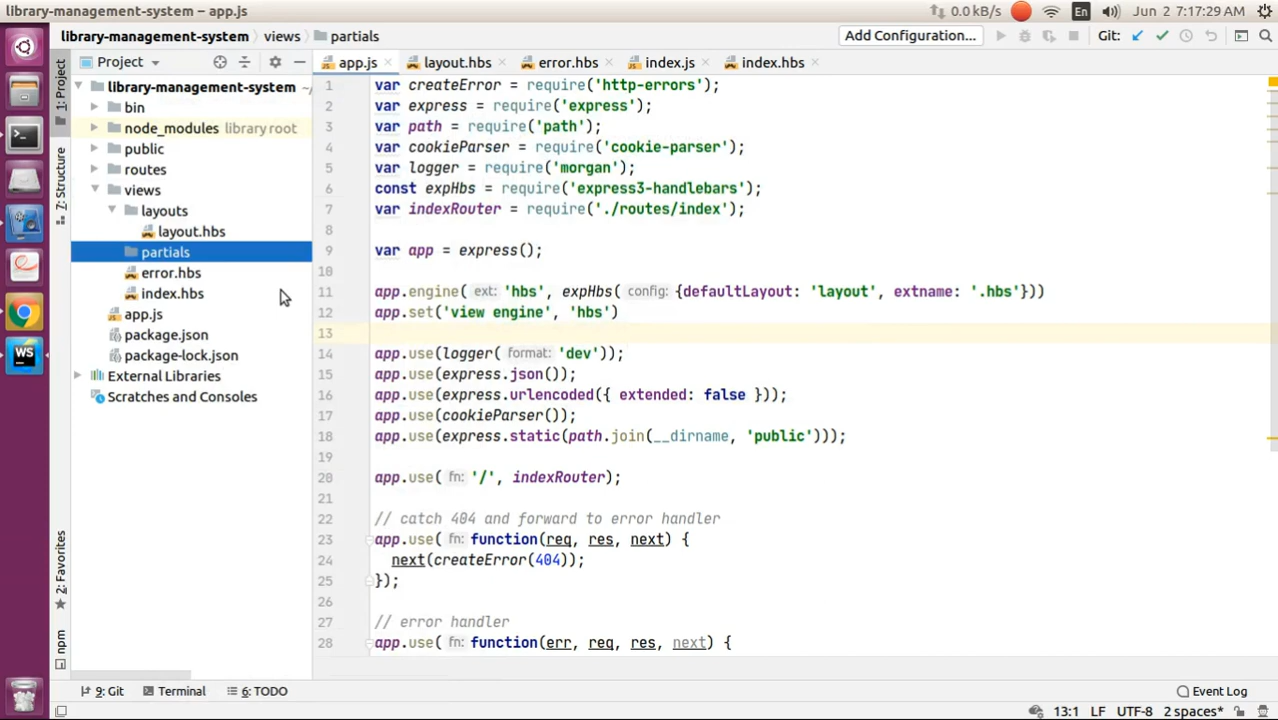 library-management-system – app.js
0.0 kB/s
En
Jun 2 7:17:29 AM
library-management-system
views
partials
Add Configuration...
Git:
1: Project
7: Structure
2: Favorites
npm
WS
Project
library-management-system
bin
node_modules library root
public
routes
views
layouts
layout.hbs
partials
error.hbs
index.hbs
app.js
package.json
package-lock.json
External Libraries
Scratches and Consoles
app.js
layout.hbs
error.hbs
index.js
index.hbs
1 var createError = require('http-errors');
2 var express = require('express');
3 var path = require('path');
4 var cookieParser = require('cookie-parser');
5 var logger = require('morgan');
6 const expHbs = require('express3-handlebars');
7 var indexRouter = require('./routes/index');
8
9 var app = express();
10
11 app.engine( ext: 'hbs', expHbs( config: {defaultLayout: 'layout', extname: '.hbs'}))
12 app.set('view engine', 'hbs')
13
14 app.use(logger( format: 'dev'));
15 app.use(express.json());
16 app.use(express.urlencoded({ extended: false }));
17 app.use(cookieParser());
18 app.use(express.static(path.join(__dirname, 'public')));
19
20 app.use( fn: '/', indexRouter);
21
22 // catch 404 and forward to error handler
23 app.use( fn: function(req, res, next) {
24 next(createError(404));
25 });
26
27 // error handler
28 app.use( fn: function(err, req, res, next) {
9: Git
Terminal
6: TODO
Event Log
13:1 LF UTF-8 2 spaces*